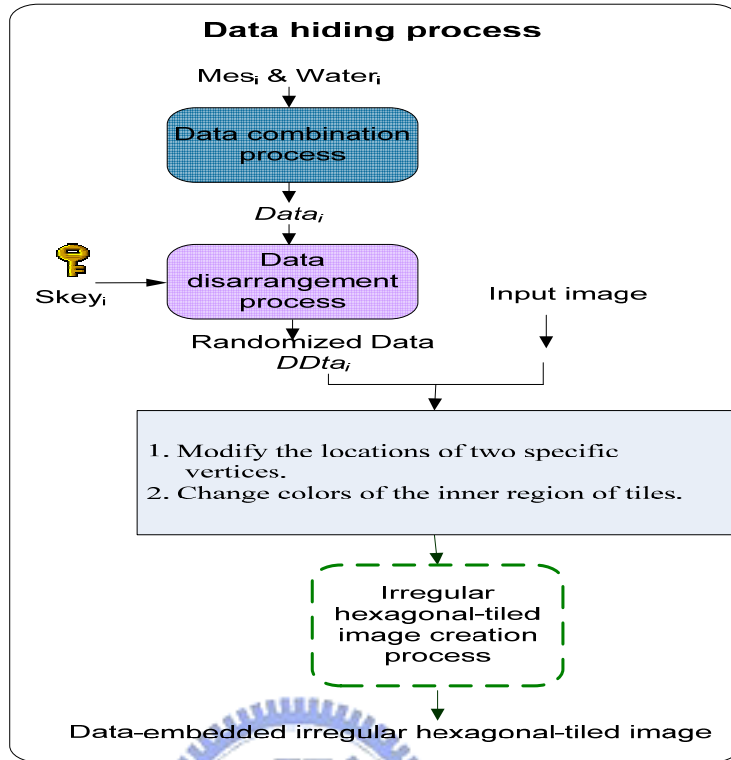 Data hiding process
Mesᵢ & Waterᵢ
Data combination
process
Dataᵢ
Data
disarrangement
process
Skeyᵢ
Input image
Randomized Data
DDtaᵢ
1. Modify the locations of two specific
vertices.
2. Change colors of the inner region of tiles.
Irregular
hexagonal-tiled
image creation
process
Data-embedded irregular hexagonal-tiled image